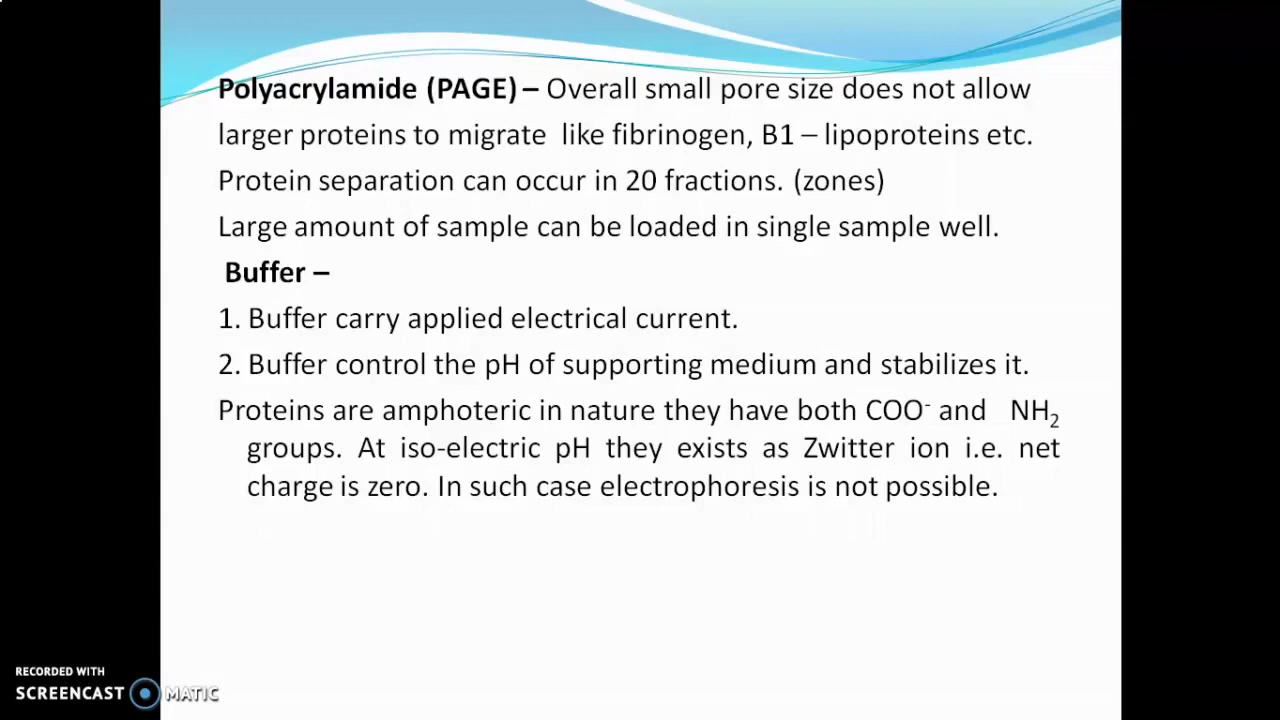 Polyacrylamide (PAGE) – Overall small pore size does not allow
larger proteins to migrate like fibrinogen, B1 – lipoproteins etc.
Protein separation can occur in 20 fractions. (zones)
Large amount of sample can be loaded in single sample well.
Buffer –
1. Buffer carry applied electrical current.
2. Buffer control the pH of supporting medium and stabilizes it.
Proteins are amphoteric in nature they have both COO⁻ and NH₂
groups. At iso-electric pH they exists as Zwitter ion i.e. net
charge is zero. In such case electrophoresis is not possible.
RECORDED WITH
SCREENCAST MATIC